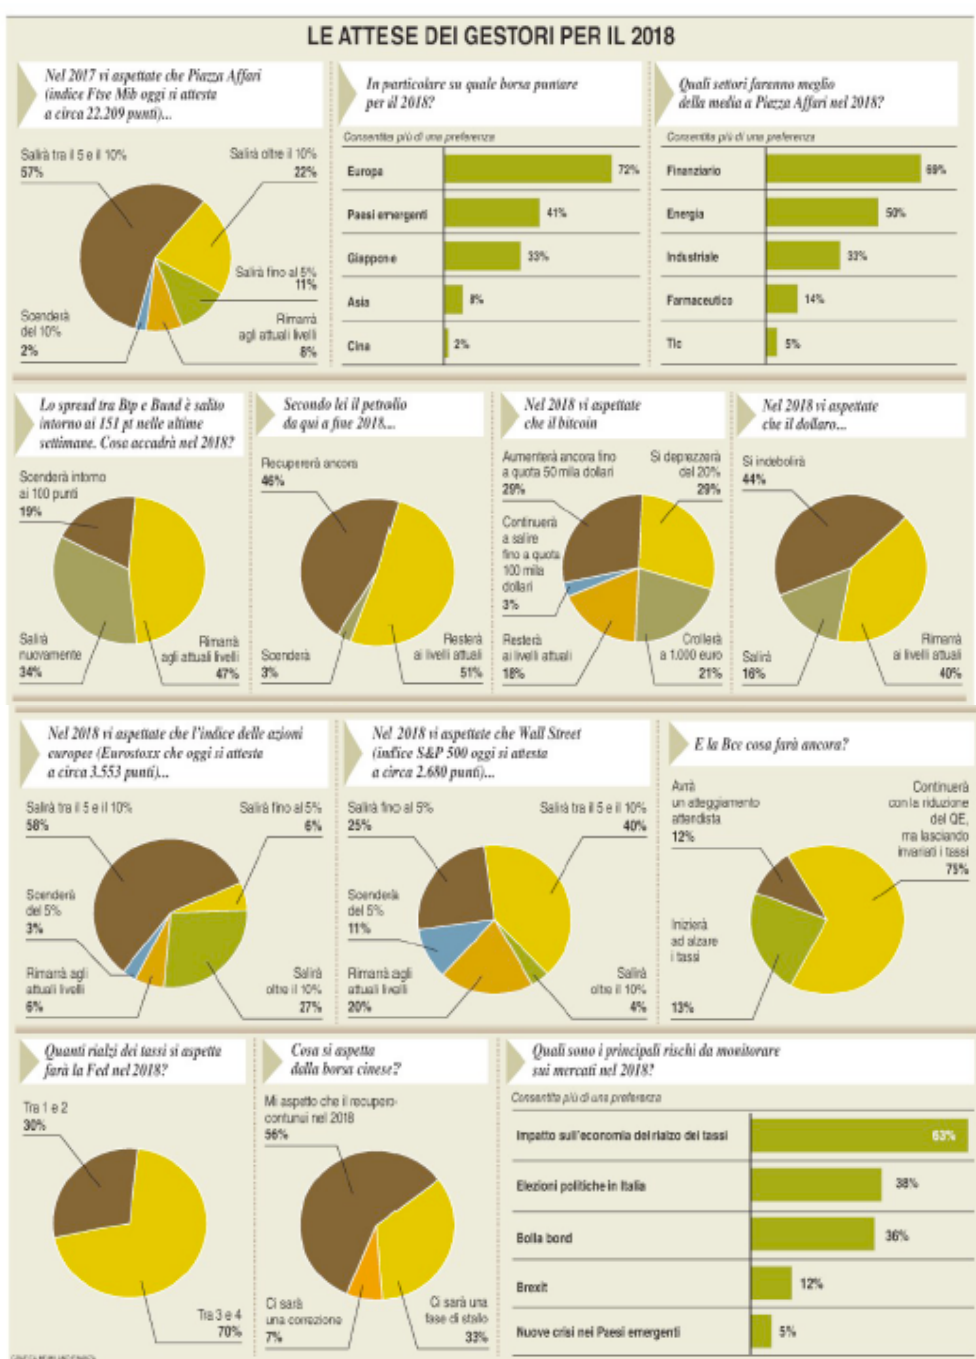 LE ATTESE DEI GESTORI PER IL 2018
Nel 2017 vi aspettate che Piazza Affari
(indice Ftse Mib oggi si attesta
a circa 22.209 punti)...
Salirà tra il 5 e il 10%
57%
Salirà oltre il 10%
22%
Salirà fino al 5%
11%
Rimarrà
agli attuali livelli
8%
Scenderà
del 10%
2%
In particolare su quale borsa puntare
per il 2018?
Consentita più di una preferenza
Europa 72%
Paesi emergenti 41%
Giappone 33%
Asia 8%
Cina 2%
Quali settori faranno meglio
della media a Piazza Affari nel 2018?
Consentita più di una preferenza
Finanziario 69%
Energia 50%
Industriale 33%
Farmaceutico 14%
Tlc 5%
Lo spread tra Btp e Bund è salito
intorno ai 151 pt nelle ultime
settimane. Cosa accadrà nel 2018?
Scenderà intorno
ai 100 punti
19%
Salirà
nuovamente
34%
Rimarrà
agli attuali livelli
47%
Secondo lei il petrolio
da qui a fine 2018...
Recupererà ancora
46%
Scenderà
3%
Resterà
ai livelli attuali
51%
Nel 2018 vi aspettate
che il bitcoin
Aumenterà ancora fino
a quota 50 mila dollari
29%
Si deprezzerà
del 20%
29%
Continuerà
a salire
fino a quota
100 mila
dollari
3%
Resterà
ai livelli attuali
18%
Crollerà
a 1.000 euro
21%
Nel 2018 vi aspettate
che il dollaro...
Si indebolirà
44%
Salirà
16%
Rimarrà
ai livelli attuali
40%
Nel 2018 vi aspettate che l'indice delle azioni
europee (Eurostoxx che oggi si attesta
a circa 3.553 punti)...
Salirà tra il 5 e il 10%
58%
Salirà fino al 5%
6%
Scenderà
del 5%
3%
Rimarrà agli
attuali livelli
6%
Salirà
oltre il 10%
27%
Nel 2018 vi aspettate che Wall Street
(indice S&P 500 oggi si attesta
a circa 2.680 punti)...
Salirà fino al 5%
25%
Salirà tra il 5 e il 10%
40%
Scenderà
del 5%
11%
Rimarrà agli
attuali livelli
20%
Salirà
oltre il 10%
4%
E la Bce cosa farà ancora?
Avrà
un atteggiamento
attendista
12%
Continuerà
con la riduzione
del QE,
ma lasciando
invariati i tassi
75%
Inizierà
ad alzare
i tassi
13%
Quanti rialzi dei tassi si aspetta
farà la Fed nel 2018?
Tra 1 e 2
30%
Tra 3 e 4
70%
Cosa si aspetta
dalla borsa cinese?
Mi aspetto che il recupero
contunui nel 2018
56%
Ci sarà
una correzione
7%
Ci sarà una
fase di stallo
33%
Quali sono i principali rischi da monitorare
sui mercati nel 2018?
Consentita più di una preferenza
Impatto sull'economia del rialzo dei tassi 63%
Elezioni politiche in Italia 38%
Bolla bord 36%
Brexit 12%
Nuove crisi nei Paesi emergenti 5%